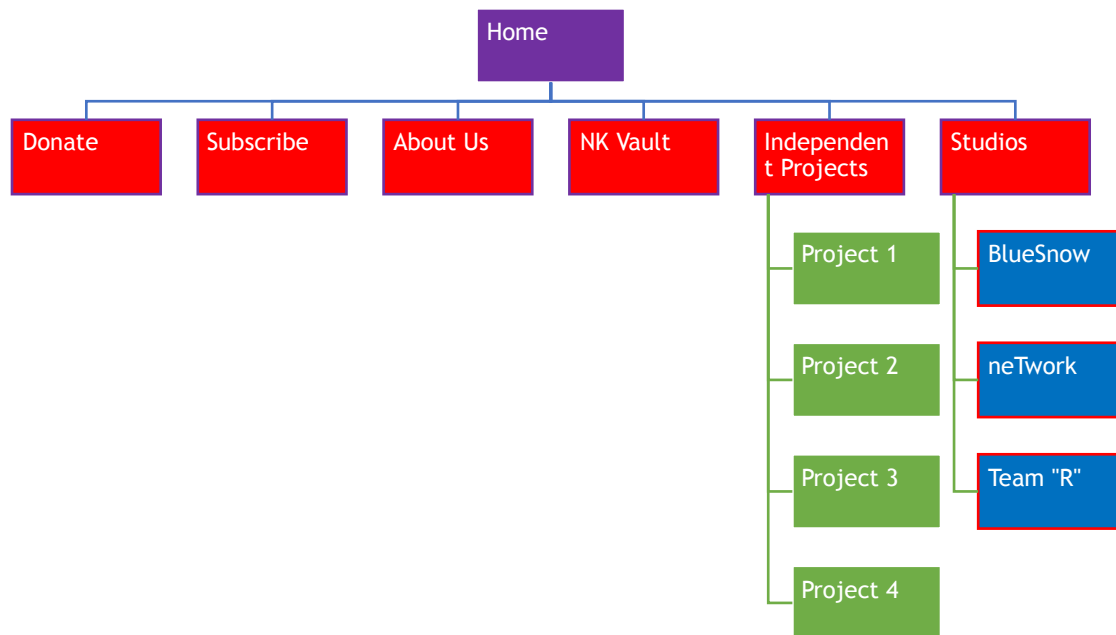 Home
Donate
Subscribe
About Us
NK Vault
Independen
t Projects
Studios
Project 1
BlueSnow
Project 2
neTwork
Project 3
Team "R"
Project 4